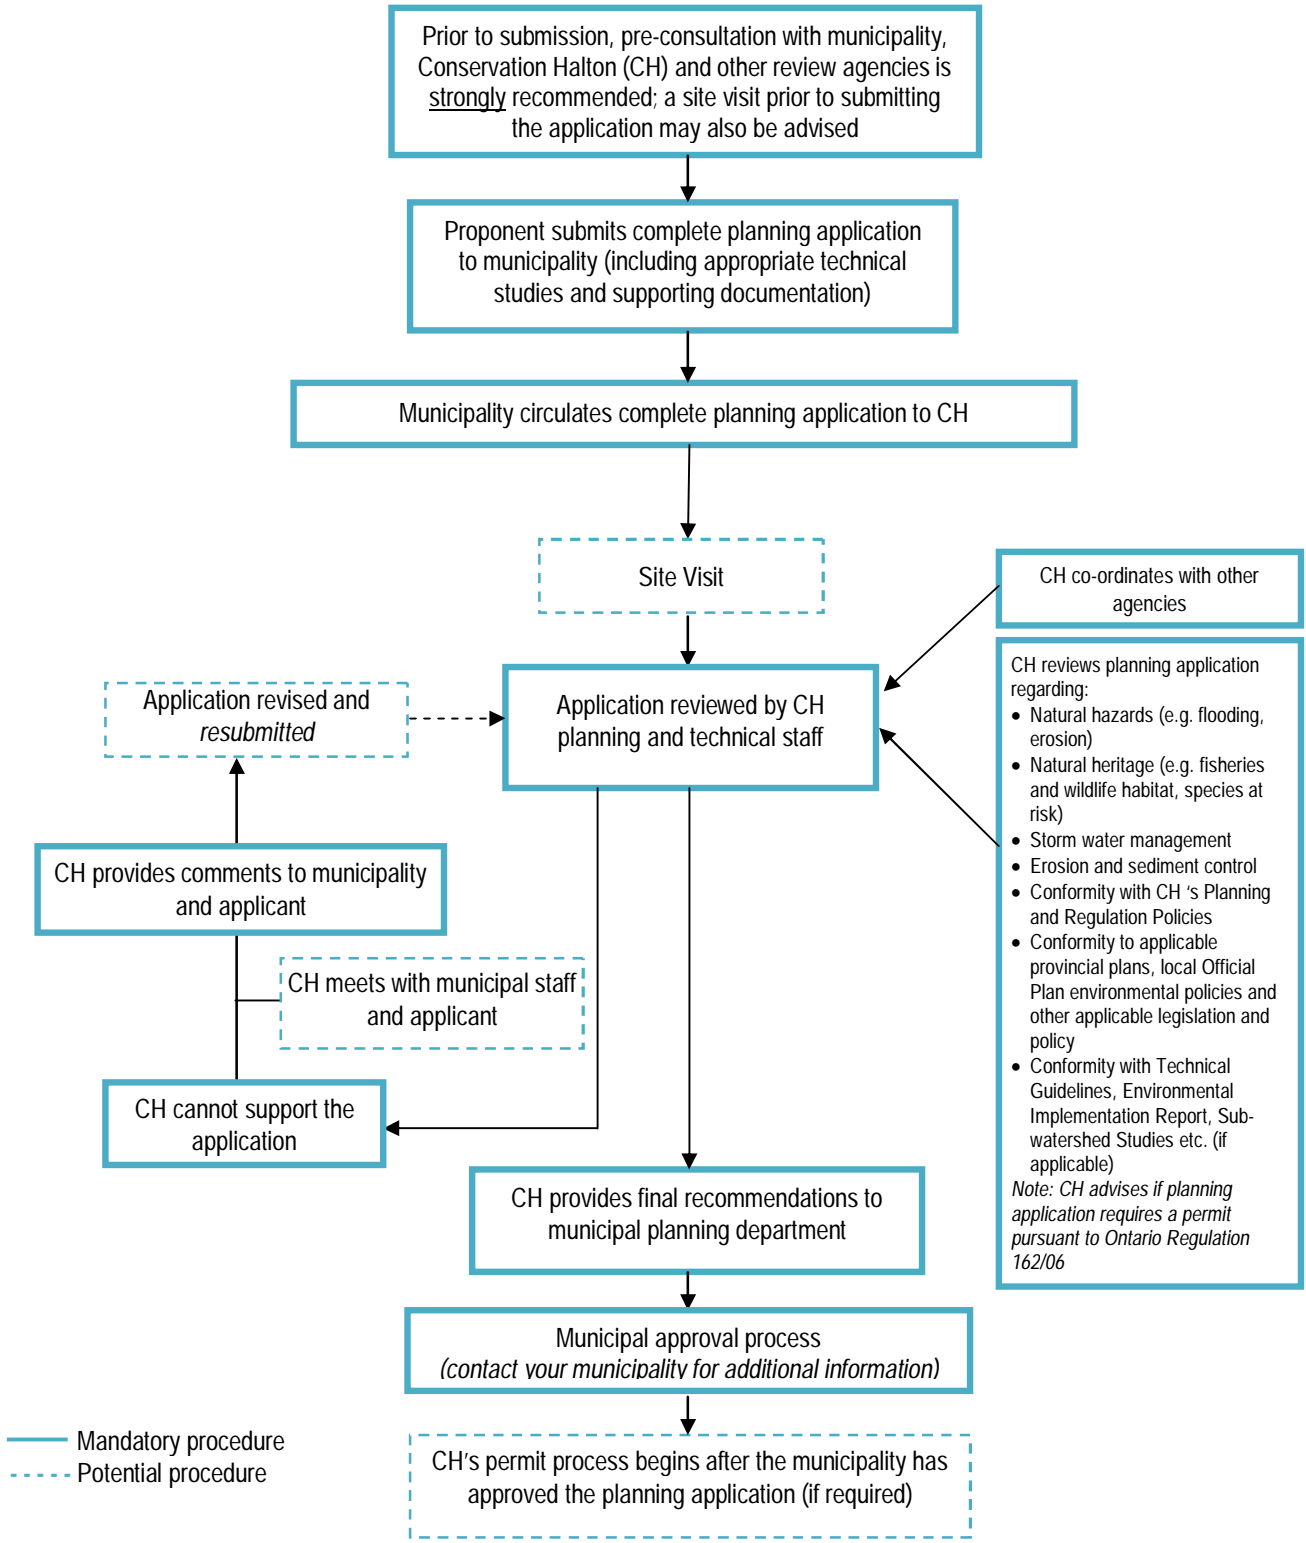 Prior to submission, pre-consultation with municipality,
Conservation Halton (CH) and other review agencies is
strongly recommended; a site visit prior to submitting
the application may also be advised
Proponent submits complete planning application
to municipality (including appropriate technical
studies and supporting documentation)
Municipality circulates complete planning application to CH
Site Visit
CH co-ordinates with other
agencies
Application revised and
resubmitted
Application reviewed by CH
planning and technical staff
CH reviews planning application
regarding:
• Natural hazards (e.g. flooding,
erosion)
• Natural heritage (e.g. fisheries
and wildlife habitat, species at
risk)
• Storm water management
• Erosion and sediment control
• Conformity with CH ‘s Planning
and Regulation Policies
• Conformity to applicable
provincial plans, local Official
Plan environmental policies and
other applicable legislation and
policy
• Conformity with Technical
Guidelines, Environmental
Implementation Report, Sub-
watershed Studies etc. (if
applicable)
Note: CH advises if planning
application requires a permit
pursuant to Ontario Regulation
162/06
CH provides comments to municipality
and applicant
CH meets with municipal staff
and applicant
CH cannot support the
application
CH provides final recommendations to
municipal planning department
Municipal approval process
(contact your municipality for additional information)
CH’s permit process begins after the municipality has
approved the planning application (if required)
Mandatory procedure
Potential procedure